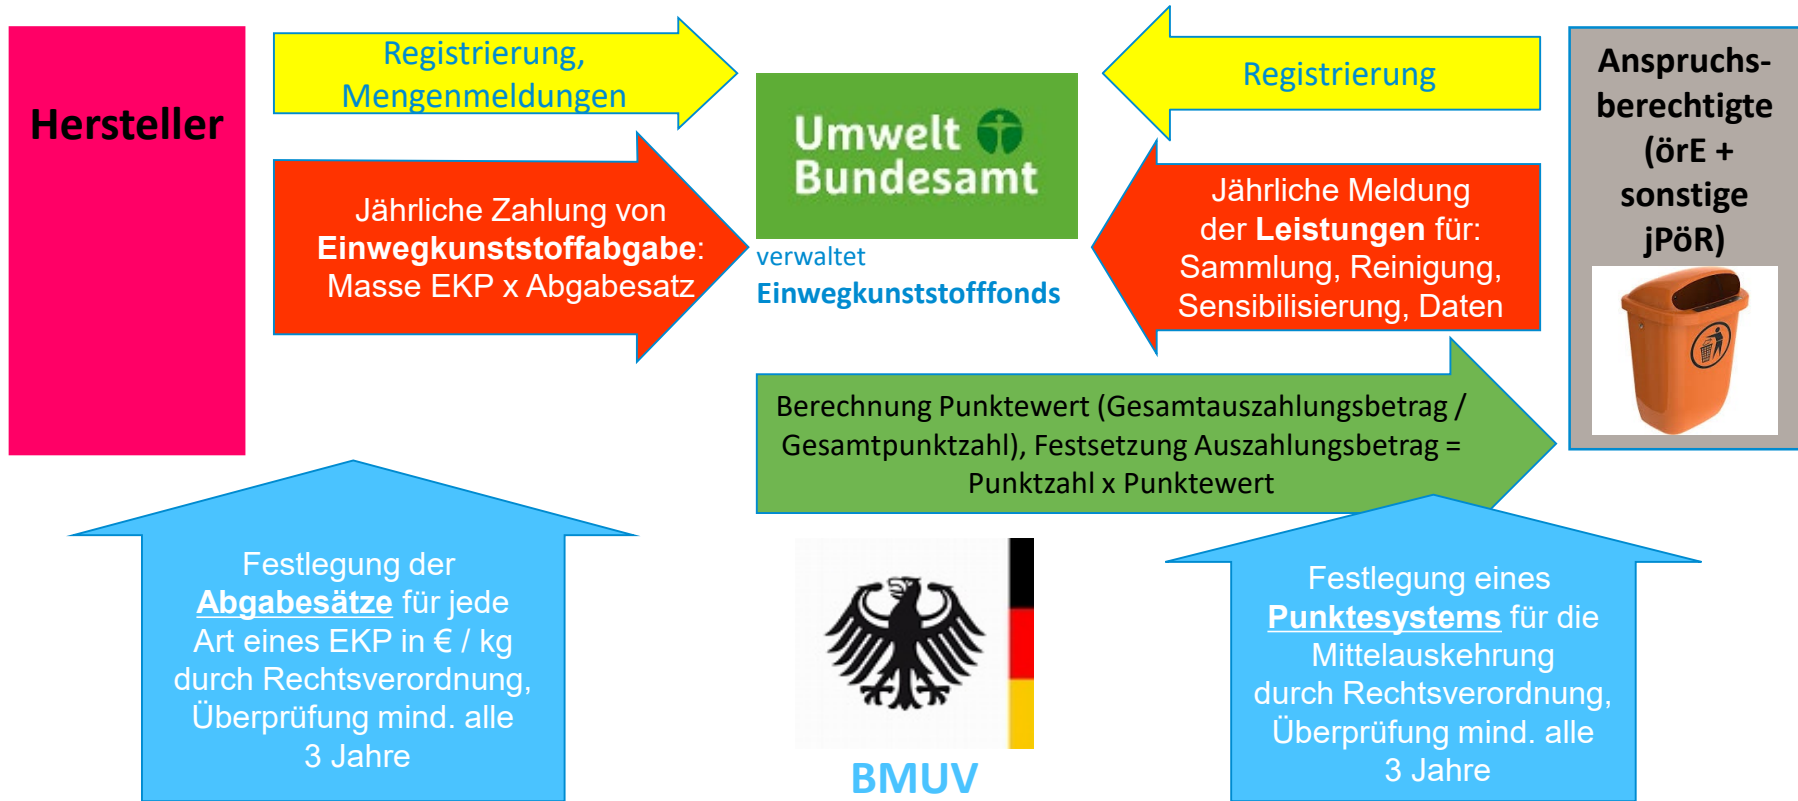 Hersteller
Registrierung,
Mengenmeldungen
Jährliche Zahlung von
Einwegkunststoffabgabe:
Masse EKP x Abgabesatz
Umwelt
Bundesamt
verwaltet
Einwegkunststofffonds
Registrierung
Jährliche Meldung
der Leistungen für:
Sammlung, Reinigung,
Sensibilisierung, Daten
Anspruchs-
berechtigte
(örE +
sonstige
jPöR)
Berechnung Punktewert (Gesamtauszahlungsbetrag /
Gesamtpunktzahl), Festsetzung Auszahlungsbetrag =
Punktzahl x Punktewert
Festlegung der
Abgabesätze für jede
Art eines EKP in € / kg
durch Rechtsverordnung,
Überprüfung mind. alle
3 Jahre
BMUV
Festlegung eines
Punktesystems für die
Mittelauskehrung
durch Rechtsverordnung,
Überprüfung mind. alle
3 Jahre